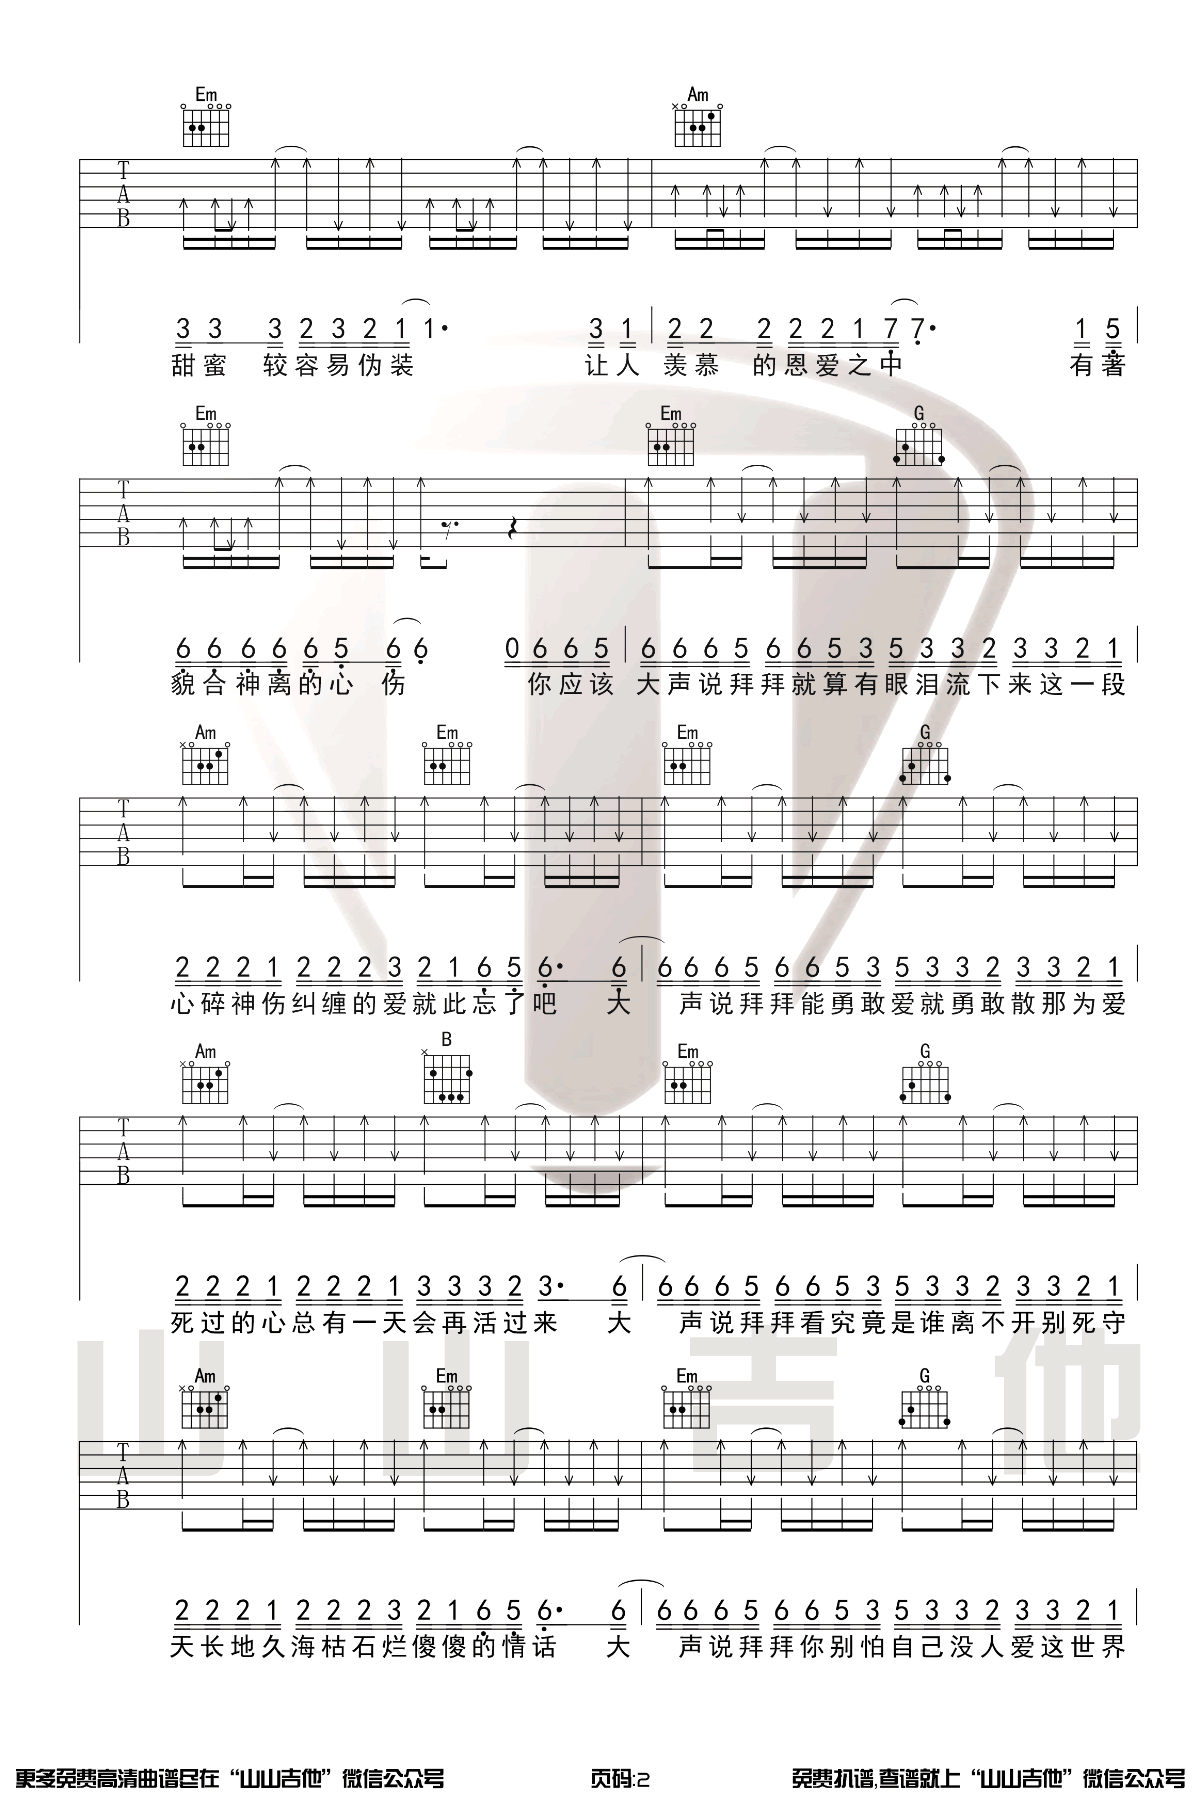 Em Am
T
A
B
3 3 3 2 3 2 1 1· 3 1 2 2 2 2 2 1 7 7· 1 5
甜蜜 较容易伪装 让人 羡慕 的恩爱之中 有著
Em Em G
T
A
B
6 6 6 6 6 5 6 6 0 6 6 5 6 6 6 5 6 6 5 3 5 3 3 2 3 3 2 1
貌合神离的心 伤 你应该 大声说拜拜就算有眼泪流下来这一段
Am Em Em G
T
A
B
2 2 2 1 2 2 2 3 2 1 6 5 6· 6 6 6 6 5 6 6 5 3 5 3 3 2 3 3 2 1
心碎神伤纠缠的爱就此忘了吧 大 声说拜拜能勇敢爱就勇敢散那为爱
Am B Em G
T
A
B
2 2 2 1 2 2 2 1 3 3 3 2 3· 6 6 6 6 5 6 6 5 3 5 3 3 2 3 3 2 1
死过的心总有一天会再活过来 大 声说拜拜看究竟是谁离不开别死守
山山吉他
Am Em Em G
T
A
B
2 2 2 1 2 2 2 3 2 1 6 5 6· 6 6 6 6 5 6 6 5 3 5 3 3 2 3 3 2 1
天长地久海枯石烂傻傻的情话 大 声说拜拜你别怕自己没人爱这世界
更多免费高清曲谱尽在“山山吉他”微信公众号 页码:2 免费扒谱,查谱就上“山山吉他”微信公众号